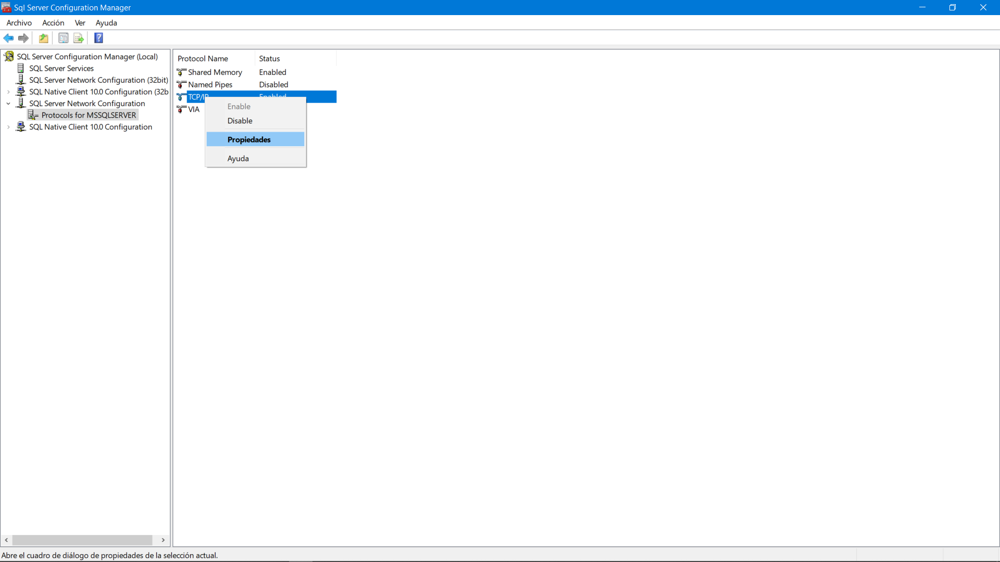 Sql Server Configuration Manager
Archivo Acción Ver Ayuda
SQL Server Configuration Manager (Local)
SQL Server Services
SQL Server Network Configuration (32bit)
SQL Native Client 10.0 Configuration (32b
SQL Server Network Configuration
Protocols for MSSQLSERVER
SQL Native Client 10.0 Configuration
Protocol Name Status
Shared Memory Enabled
Named Pipes Disabled
TCP/IP Enabled
VIA
Enable
Disable
Propiedades
Ayuda
Abre el cuadro de diálogo de propiedades de la selección actual.